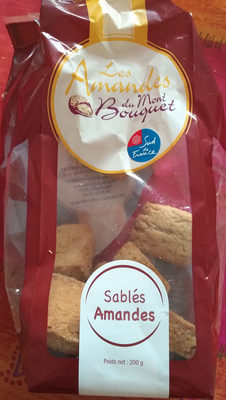 Les
Amandes
du Mont
Bouquet
Sud
de
France
Sablés
Amandes
Poids net : 200 g